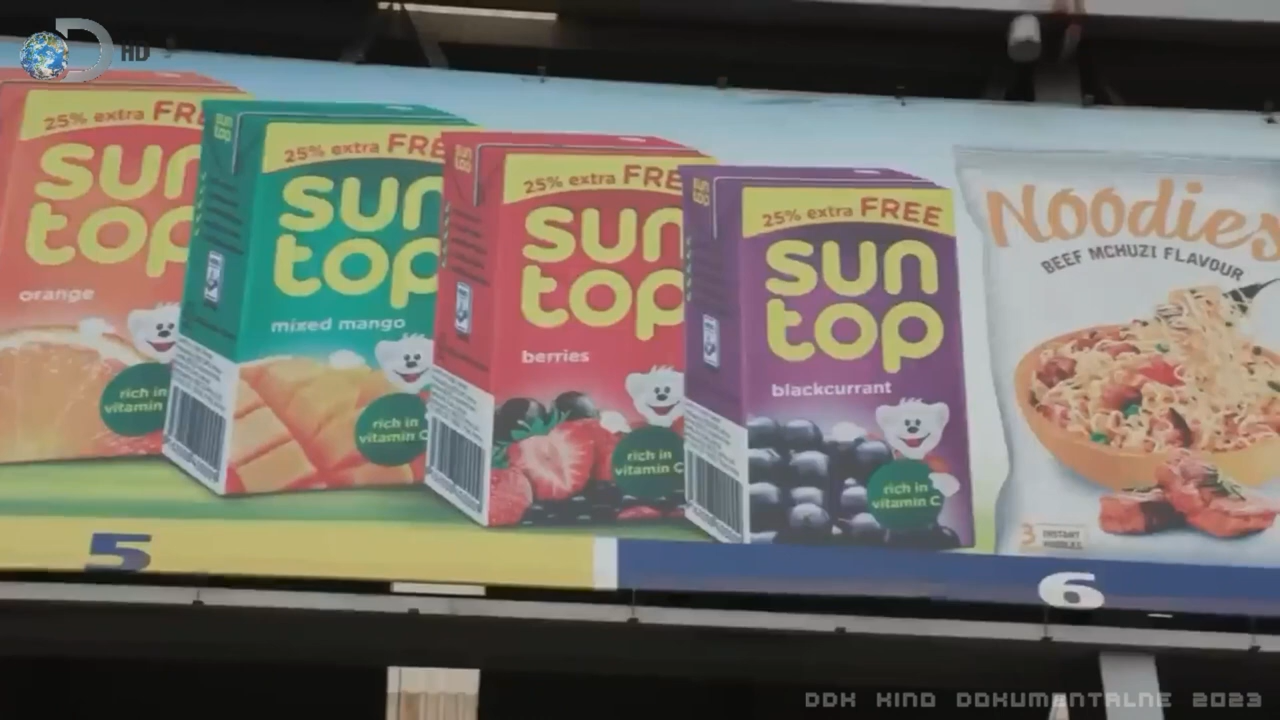 HD
25% extra FRE
sun
top
orange
rich in
vitamin
sun
top
25% extra FRE
sun
top
mixed mango
rich in
vitamin C
sun
top
25% extra FRE
sun
top
berries
rich in
vitamin C
sun
top
25% extra FREE
sun
top
blackcurrant
rich in
vitamin C
Noodies
BEEF MCHUZI FLAVOUR
3 INSTANT
NOODLES
5
6
DDK KINO DOKUMENTALNE 2023